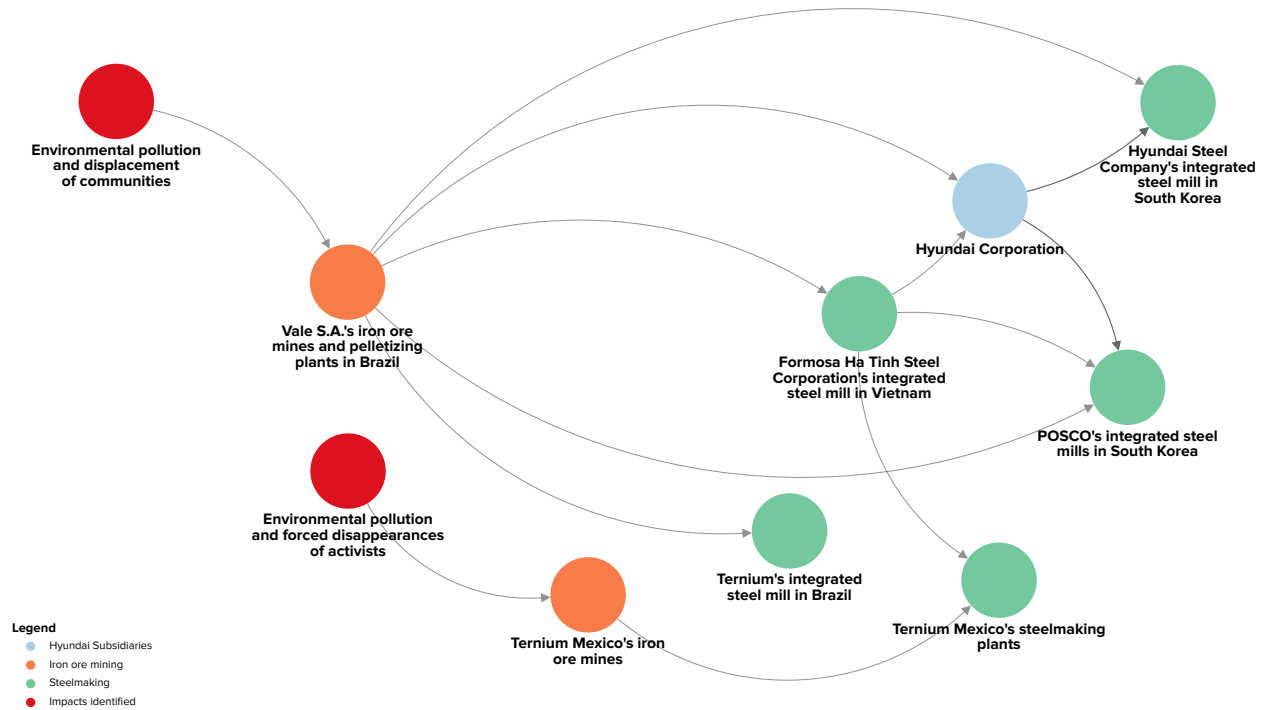 Environmental pollution
and displacement
of communities
Hyundai Steel
Company's integrated
steel mill in
South Korea
Hyundai Corporation
Vale S.A.'s iron ore
mines and pelletizing
plants in Brazil
Formosa Ha Tinh Steel
Corporation's integrated
steel mill in Vietnam
POSCO's integrated steel
mills in South Korea
Environmental pollution
and forced disappearances
of activists
Ternium's integrated
steel mill in Brazil
Ternium Mexico's iron
ore mines
Ternium Mexico's steelmaking
plants
Legend
Hyundai Subsidiaries
Iron ore mining
Steelmaking
Impacts identified